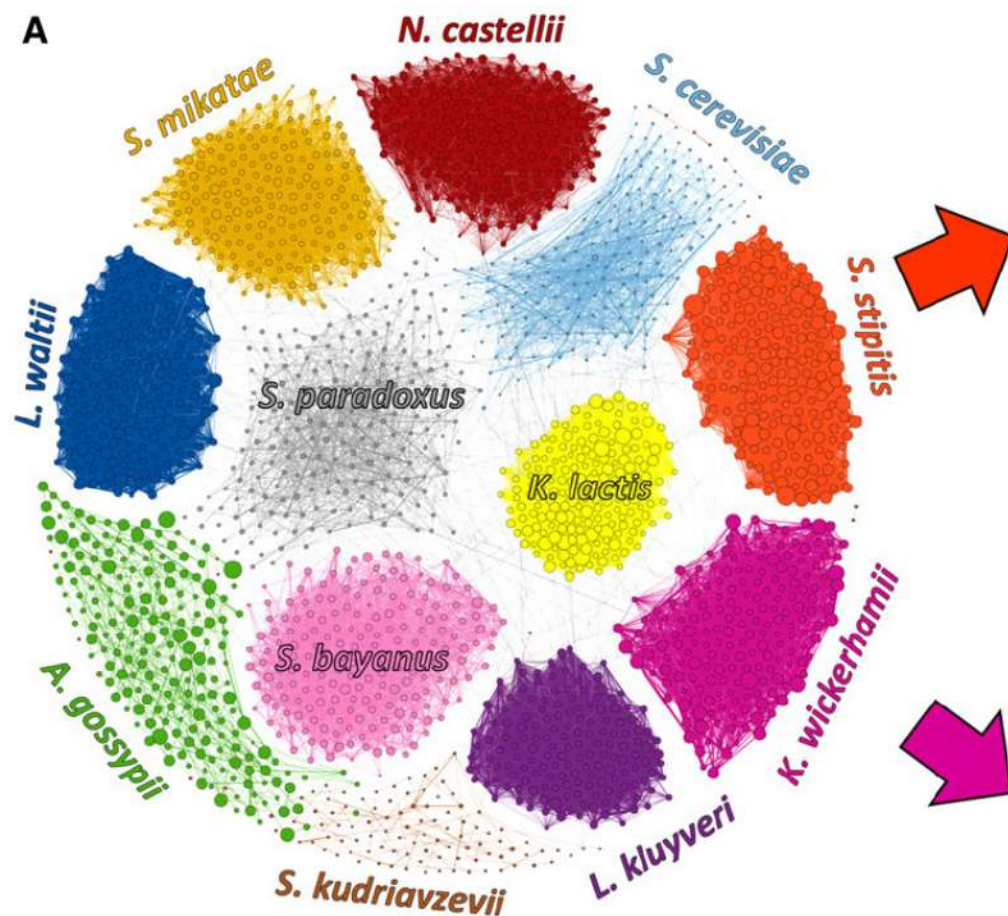 A
N. castellii
S. mikatae
S. cerevisiae
L. waltii
S. stipitis
S. paradoxus
K. lactis
S. bayanus
A. gossypii
K. wickerhamii
L. kluyveri
S. kudriavzevii